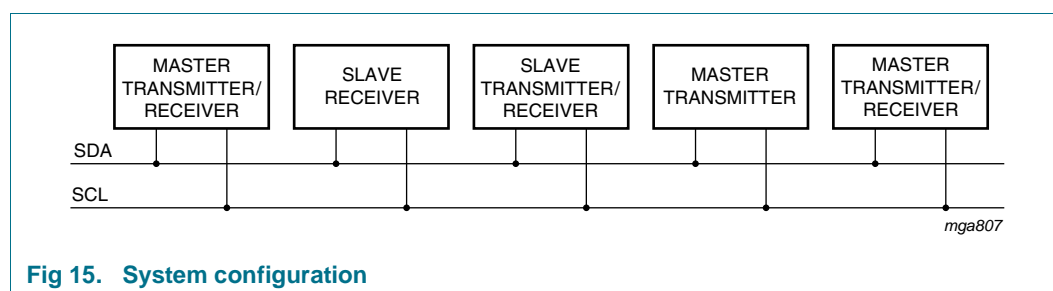 MASTER
TRANSMITTER/
RECEIVER
SLAVE
RECEIVER
SLAVE
TRANSMITTER/
RECEIVER
MASTER
TRANSMITTER
MASTER
TRANSMITTER/
RECEIVER
SDA
SCL
mga807
Fig 15. System configuration